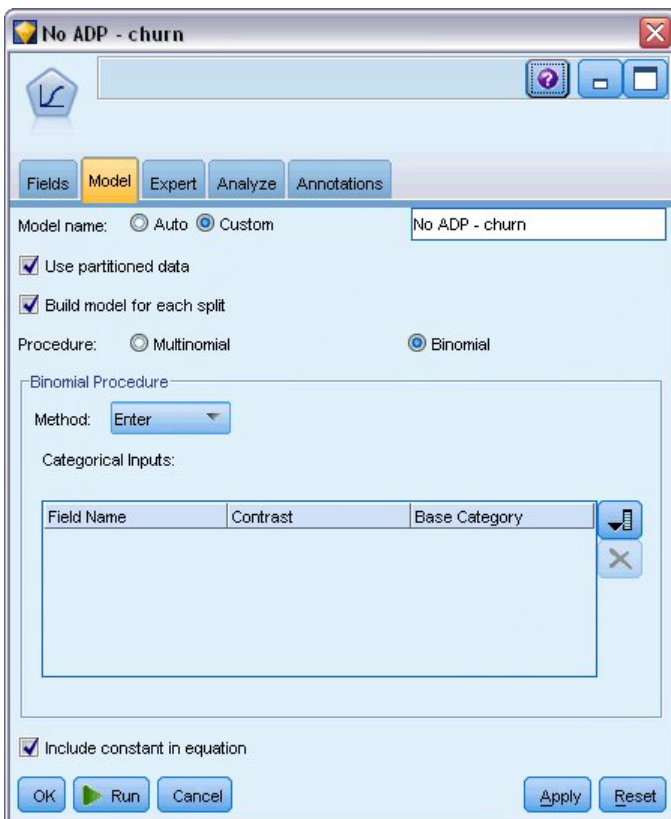 No ADP - churn
Fields Model Expert Analyze Annotations
Model name: Auto Custom No ADP - churn
Use partitioned data
Build model for each split
Procedure: Multinomial Binomial
Binomial Procedure
Method: Enter
Categorical Inputs:
Field Name Contrast Base Category
Include constant in equation
OK Run Cancel Apply Reset